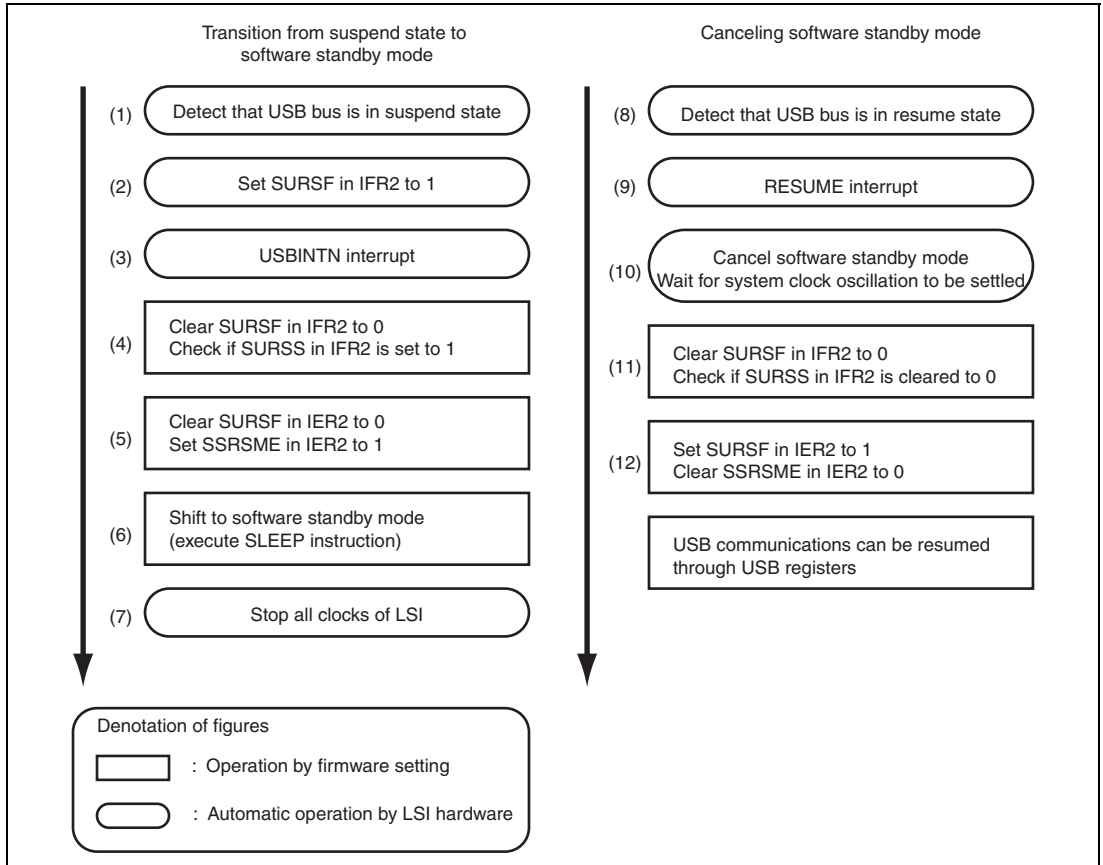 Transition from suspend state to
software standby mode
(1) Detect that USB bus is in suspend state
(2) Set SURSF in IFR2 to 1
(3) USBINTN interrupt
(4) Clear SURSF in IFR2 to 0
Check if SURSS in IFR2 is set to 1
(5) Clear SURSF in IER2 to 0
Set SSRSME in IER2 to 1
(6) Shift to software standby mode
(execute SLEEP instruction)
(7) Stop all clocks of LSI
Canceling software standby mode
(8) Detect that USB bus is in resume state
(9) RESUME interrupt
(10) Cancel software standby mode
Wait for system clock oscillation to be settled
(11) Clear SURSF in IFR2 to 0
Check if SURSS in IFR2 is cleared to 0
(12) Set SURSF in IER2 to 1
Clear SSRSME in IER2 to 0
USB communications can be resumed
through USB registers
Denotation of figures
: Operation by firmware setting
: Automatic operation by LSI hardware